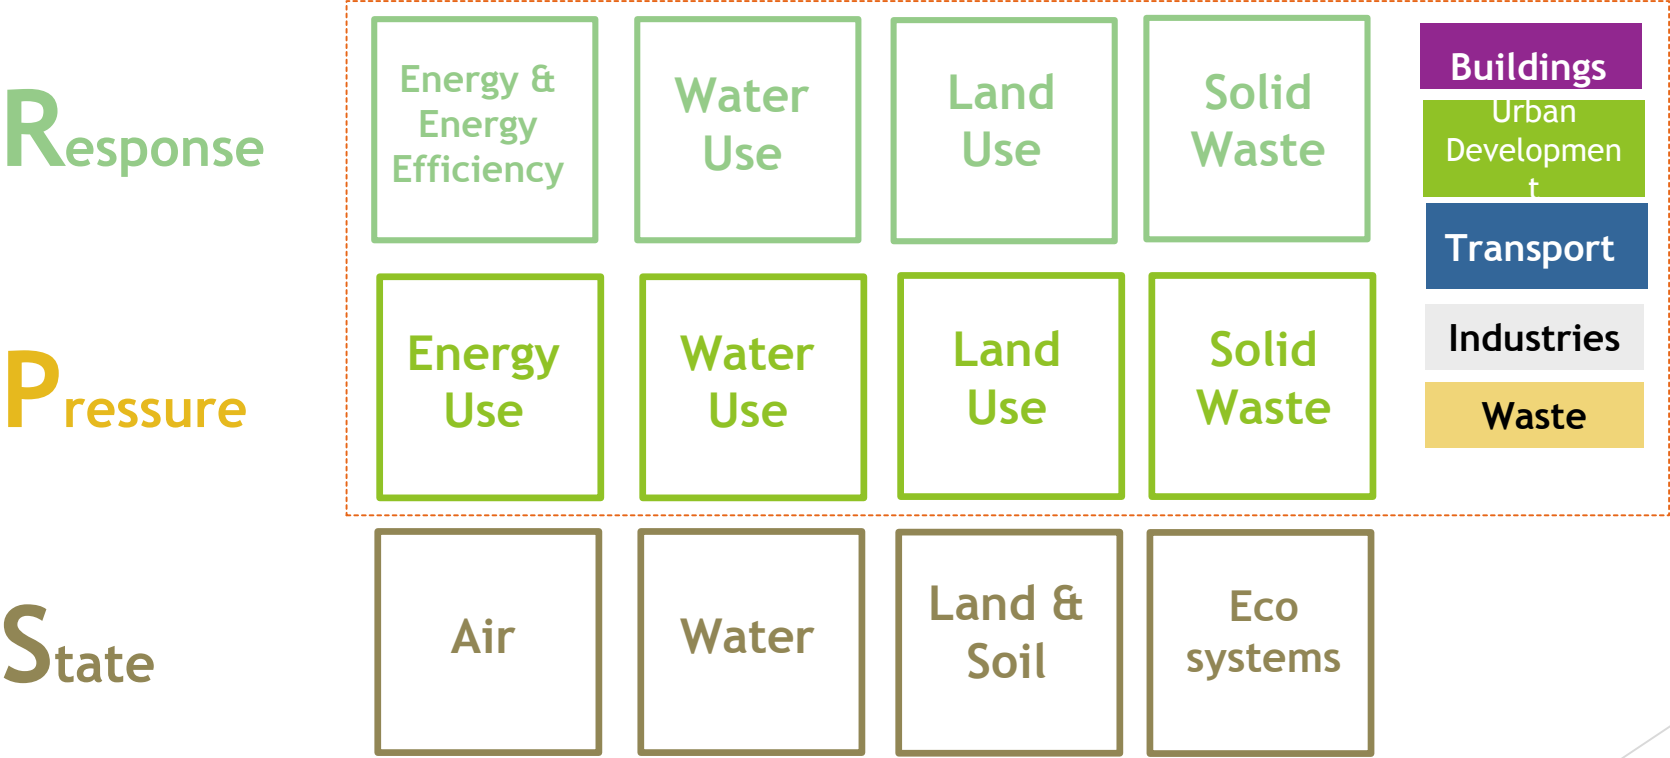 Response
Energy &
Energy
Efficiency
Water
Use
Land
Use
Solid
Waste
Buildings
Urban
Developmen
t
Transport
Industries
Waste
Pressure
Energy
Use
Water
Use
Land
Use
Solid
Waste
State
Air
Water
Land &
Soil
Eco
systems